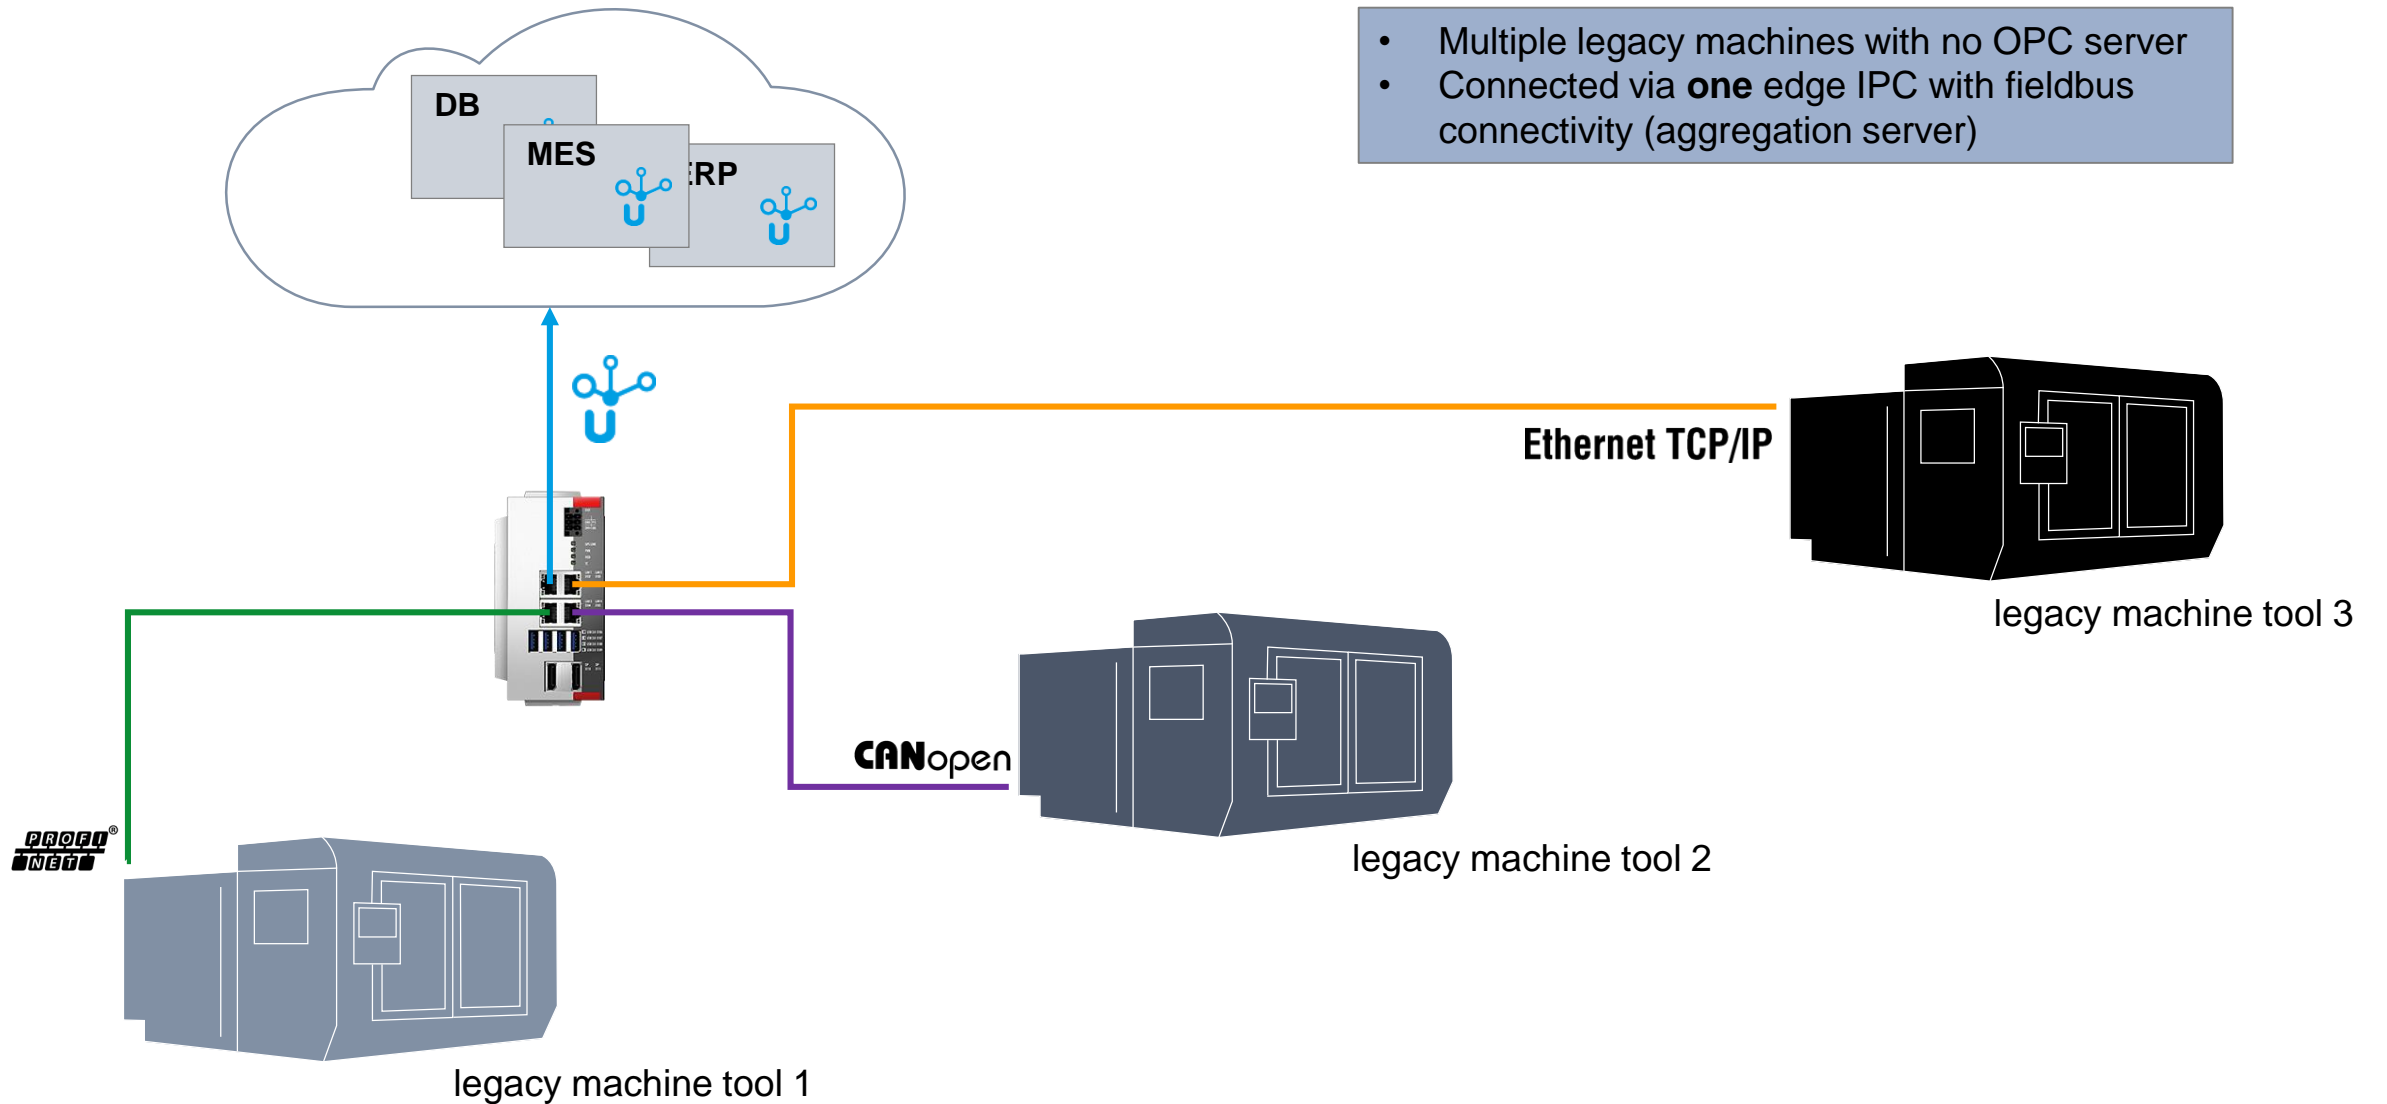 DB
MES
ERP
• Multiple legacy machines with no OPC server
• Connected via one edge IPC with fieldbus
connectivity (aggregation server)
Ethernet TCP/IP
legacy machine tool 3
CANopen
legacy machine tool 2
PROFI®
NET
legacy machine tool 1